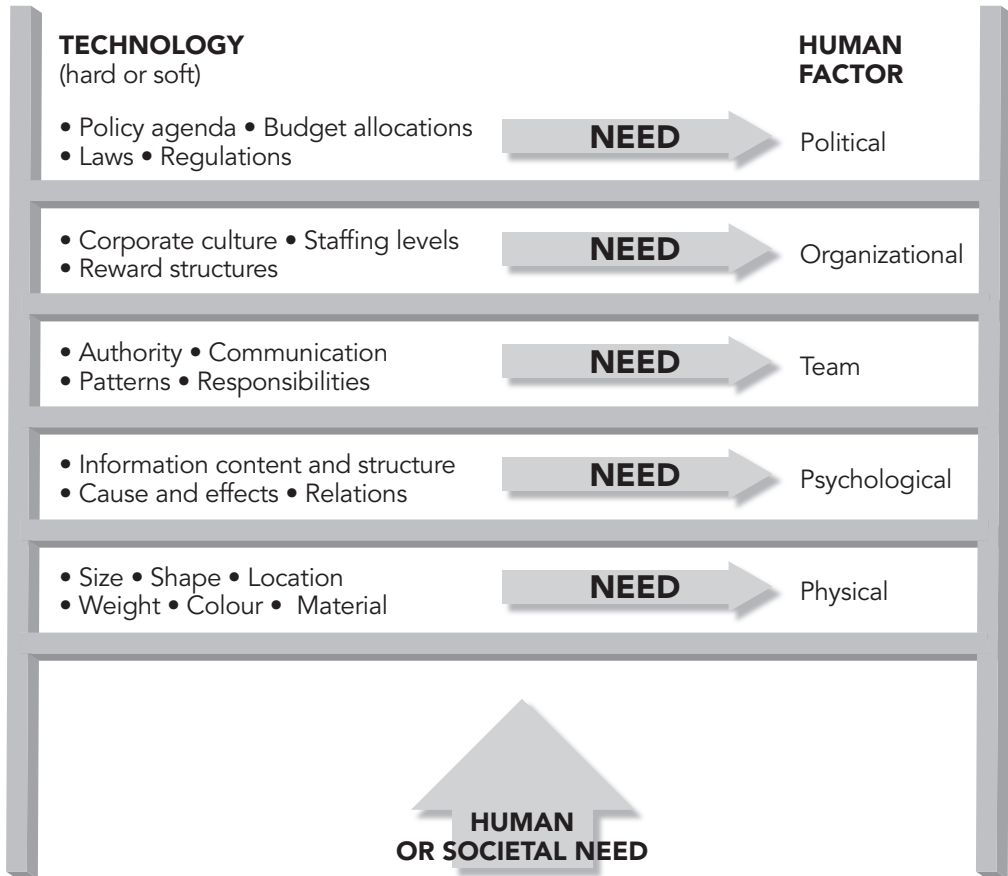 TECHNOLOGY
(hard or soft)
HUMAN
FACTOR
• Policy agenda • Budget allocations
• Laws • Regulations
NEED
Political
• Corporate culture • Staffing levels
• Reward structures
NEED
Organizational
• Authority • Communication
• Patterns • Responsibilities
NEED
Team
• Information content and structure
• Cause and effects • Relations
NEED
Psychological
• Size • Shape • Location
• Weight • Colour • Material
NEED
Physical
HUMAN
OR SOCIETAL NEED